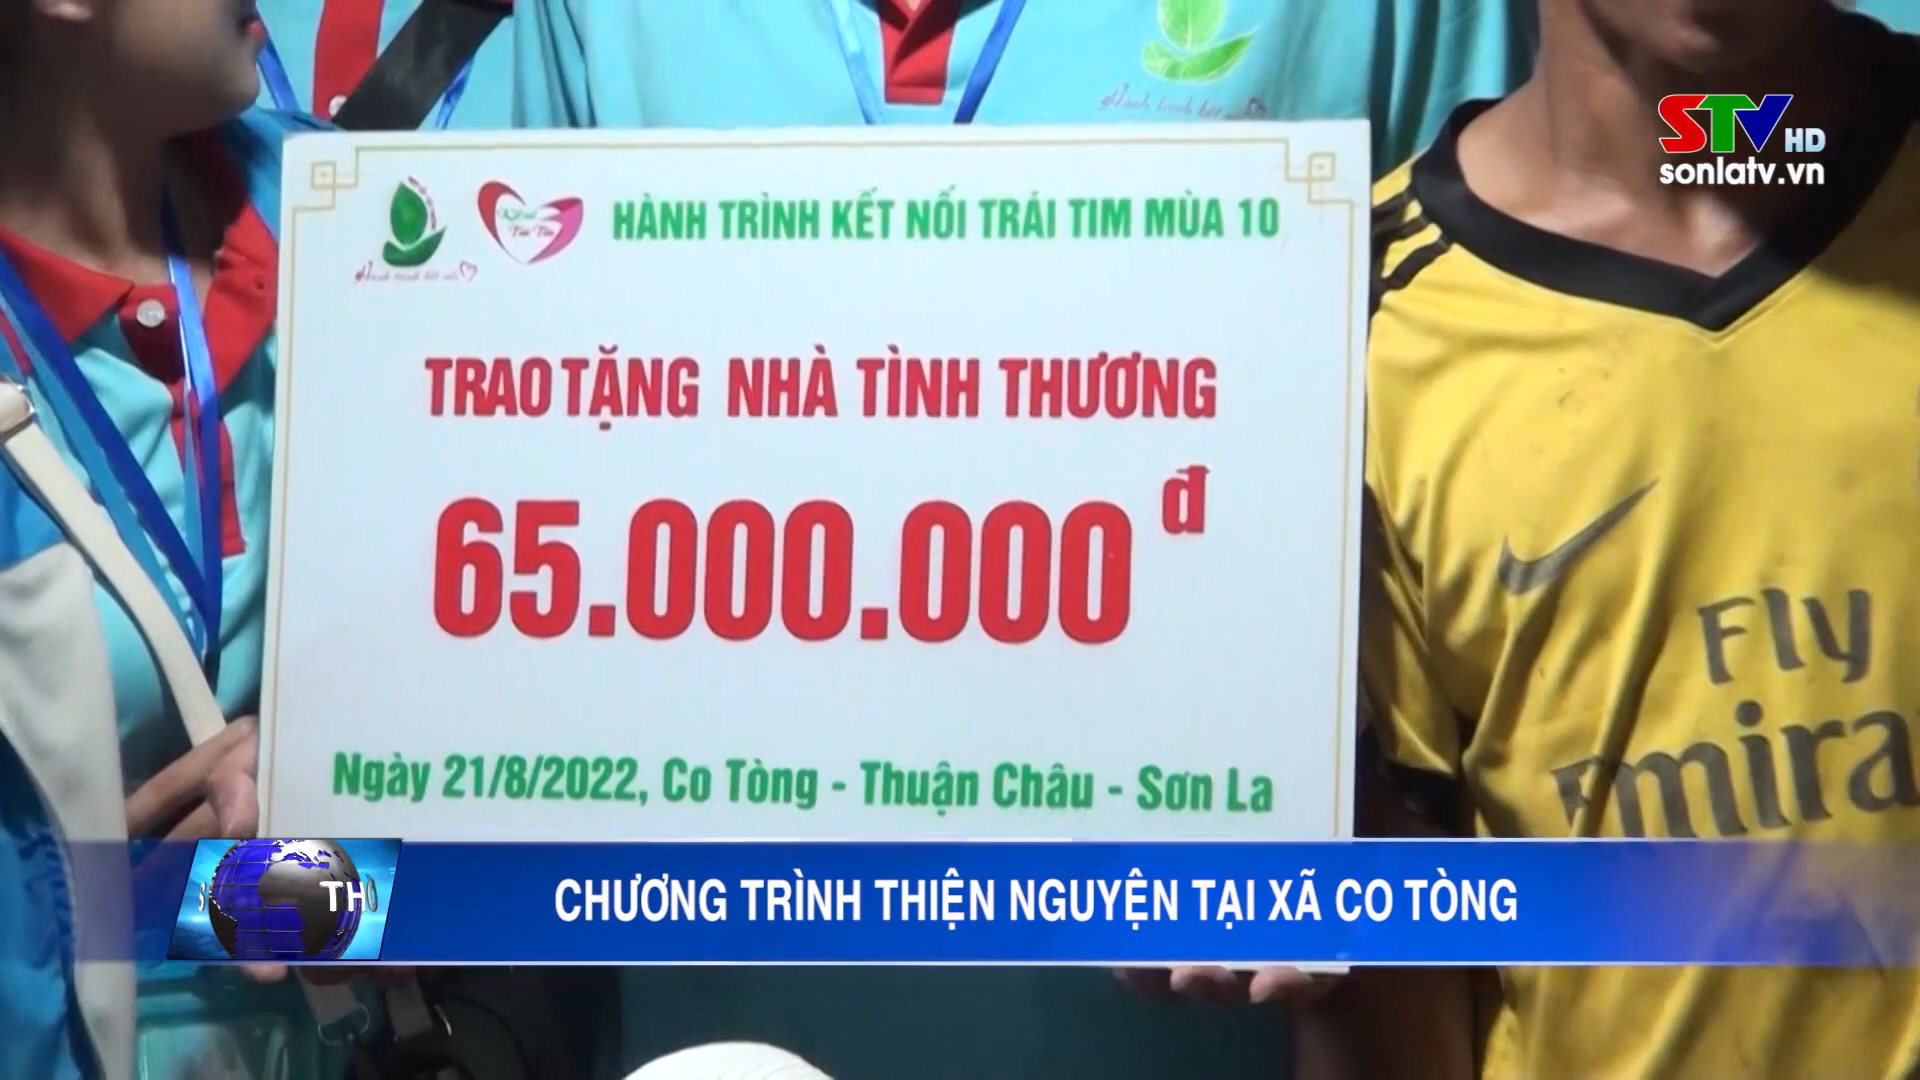 STV HD
sonlatv.vn
HÀNH TRÌNH KẾT NỐI TRÁI TIM MÙA 10
TRAO TẶNG NHÀ TÌNH THƯƠNG
65.000.000đ
Ngày 21/8/2022, Co Tòng - Thuận Châu - Sơn La
Fly
Emira
CHƯƠNG TRÌNH THIỆN NGUYỆN TẠI XÃ CO TÒNG